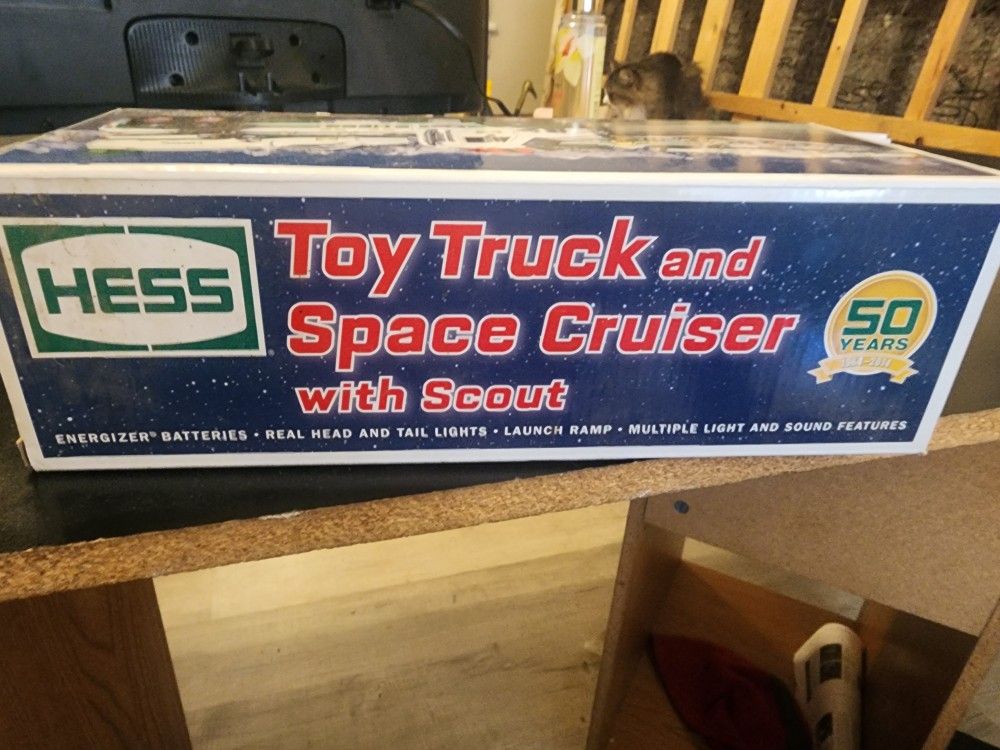 HESS
Toy Truck and
Space Cruiser
with Scout
50
YEARS
ENERGIZER® BATTERIES • REAL HEAD AND TAIL LIGHTS • LAUNCH RAMP • MULTIPLE LIGHT AND SOUND FEATURES